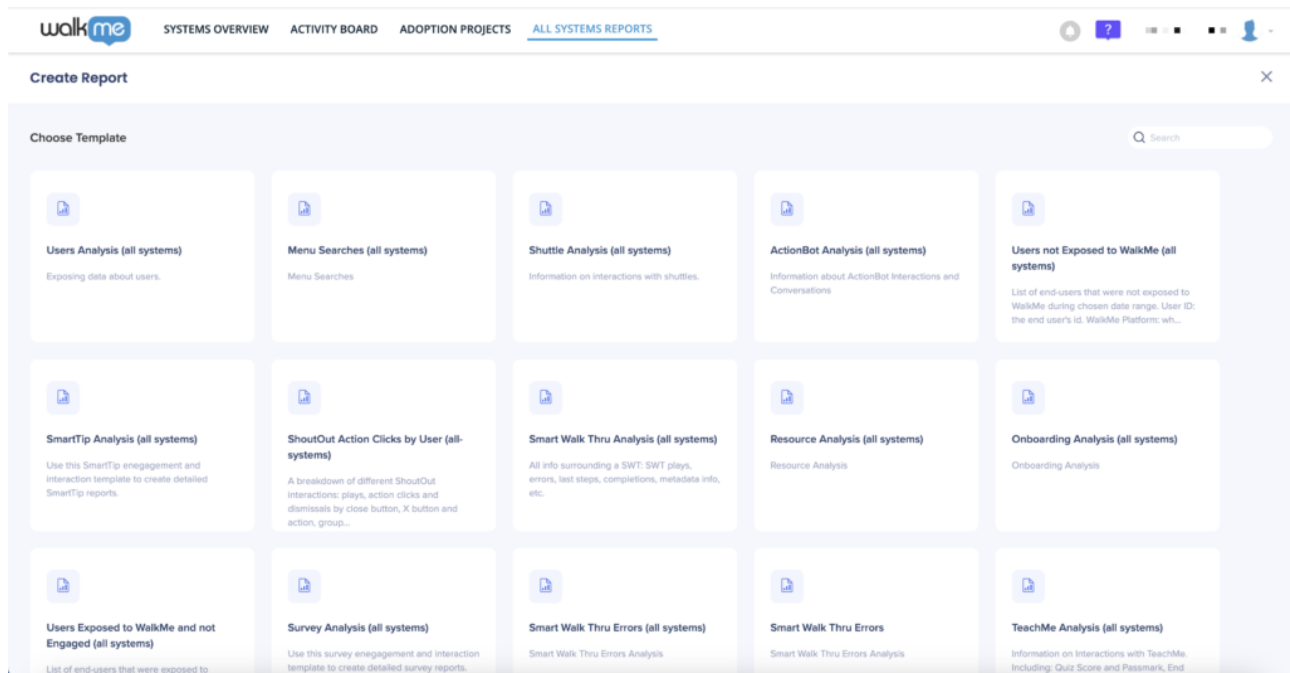 walkme
SYSTEMS OVERVIEW
ACTIVITY BOARD
ADOPTION PROJECTS
ALL SYSTEMS REPORTS
?
Create Report
Choose Template
Search
Users Analysis (all systems)
Exposing data about users.
Menu Searches (all systems)
Menu Searches
Shuttle Analysis (all systems)
Information on interactions with shuttles.
ActionBot Analysis (all systems)
Information about ActionBot Interactions and
Conversations
Users not Exposed to WalkMe (all
systems)
List of end-users that were not exposed to
WalkMe during chosen date range. User ID:
the end user's id. WalkMe Platform: wh...
SmartTip Analysis (all systems)
Use this SmartTip enegagement and
interaction template to create detailed
SmartTip reports.
ShoutOut Action Clicks by User (all-
systems)
A breakdown of different ShoutOut
interactions: plays, action clicks and
dismissals by close button, X button and
action, group...
Smart Walk Thru Analysis (all systems)
All info surrounding a SWT: SWT plays,
errors, last steps, completions, metadata info,
etc.
Resource Analysis (all systems)
Resource Analysis
Onboarding Analysis (all systems)
Onboarding Analysis
Users Exposed to WalkMe and not
Engaged (all systems)
List of end-users that were exposed to
Survey Analysis (all systems)
Use this survey enegagement and interaction
template to create detailed survey reports.
Smart Walk Thru Errors (all systems)
Smart Walk Thru Errors Analysis
Smart Walk Thru Errors
Smart Walk Thru Errors Analysis
TeachMe Analysis (all systems)
Information on Interactions with TeachMe.
Including: Quiz Score and Passmark, End